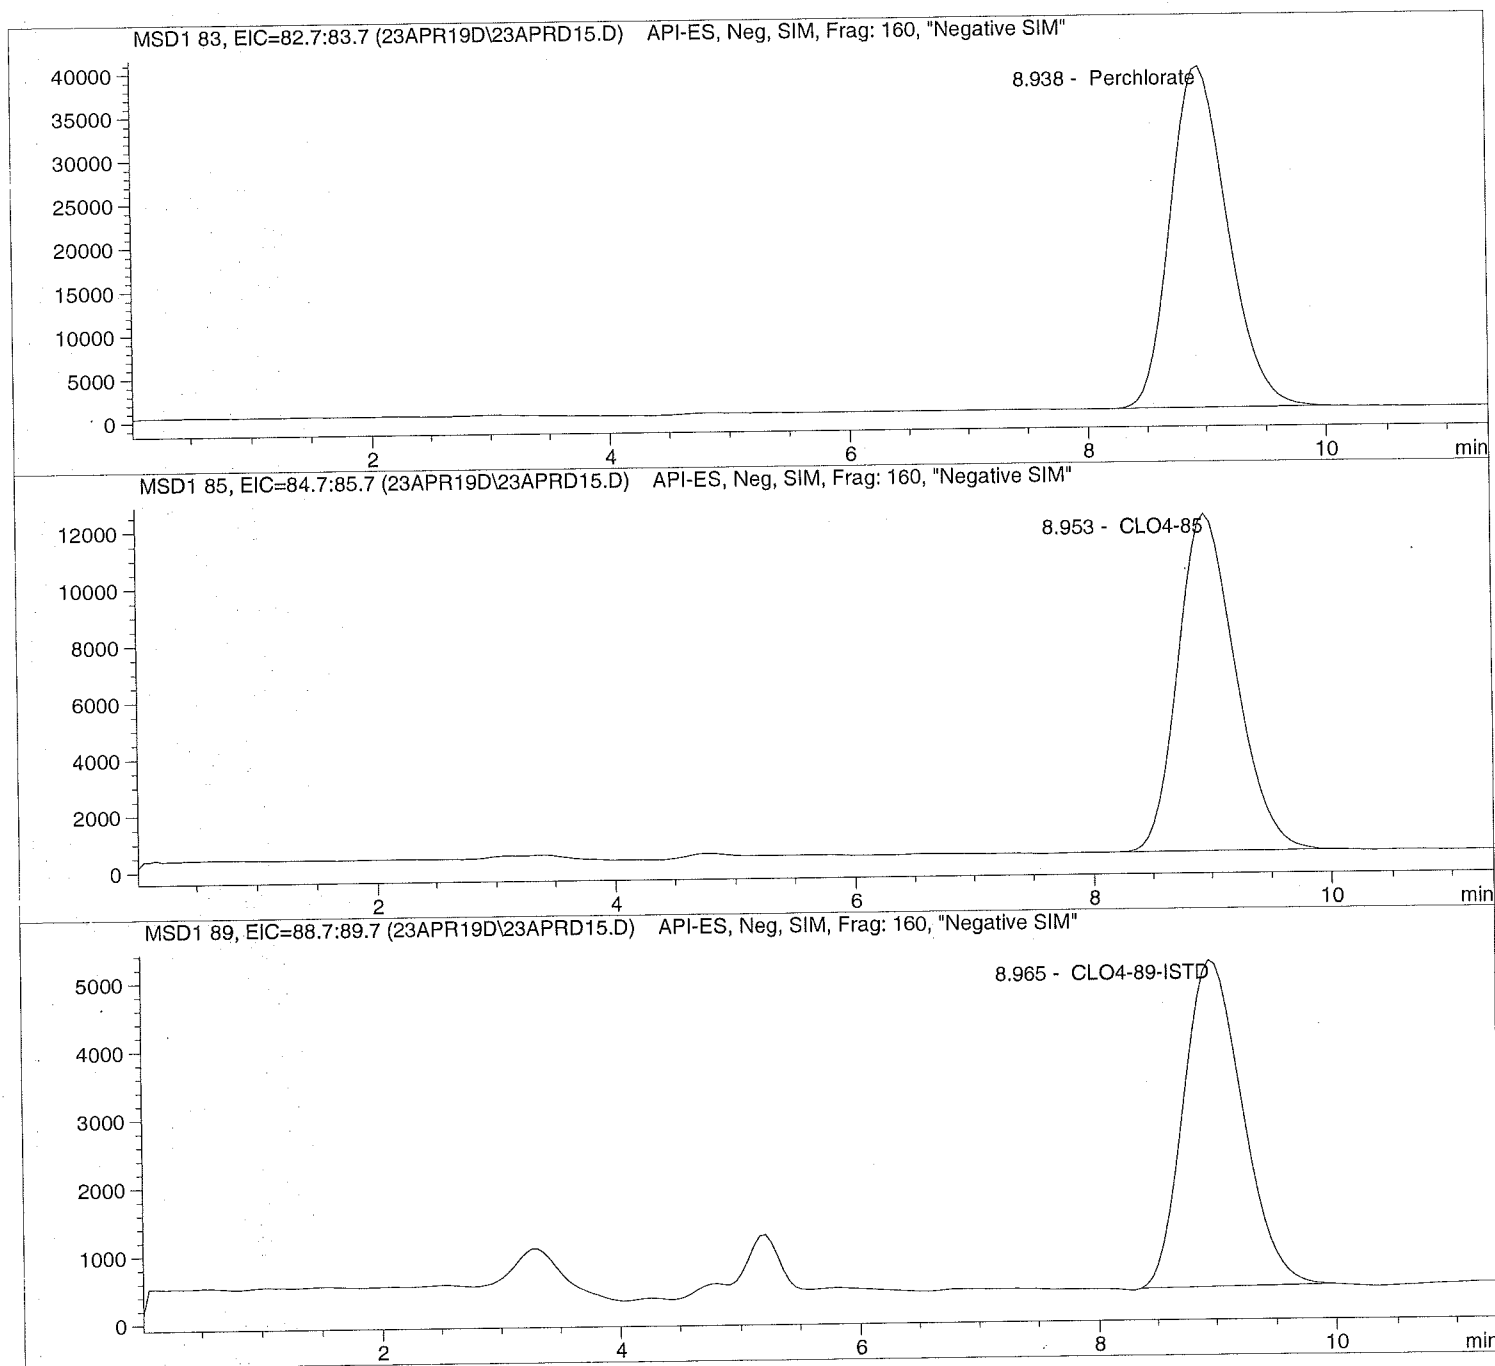 MSD1 83, EIC=82.7:83.7 (23APR19D\23APRD15.D) API-ES, Neg, SIM, Frag: 160, "Negative SIM"
8.938 - Perchlorate
40000
35000
30000
25000
20000
15000
10000
5000
0
2 4 6 8 10 min
MSD1 85, EIC=84.7:85.7 (23APR19D\23APRD15.D) API-ES, Neg, SIM, Frag: 160, "Negative SIM"
8.953 - CLO4-85
12000
10000
8000
6000
4000
2000
0
2 4 6 8 10 min
MSD1 89, EIC=88.7:89.7 (23APR19D\23APRD15.D) API-ES, Neg, SIM, Frag: 160, "Negative SIM"
8.965 - CLO4-89-ISTD
5000
4000
3000
2000
1000
0
2 4 6 8 10 min